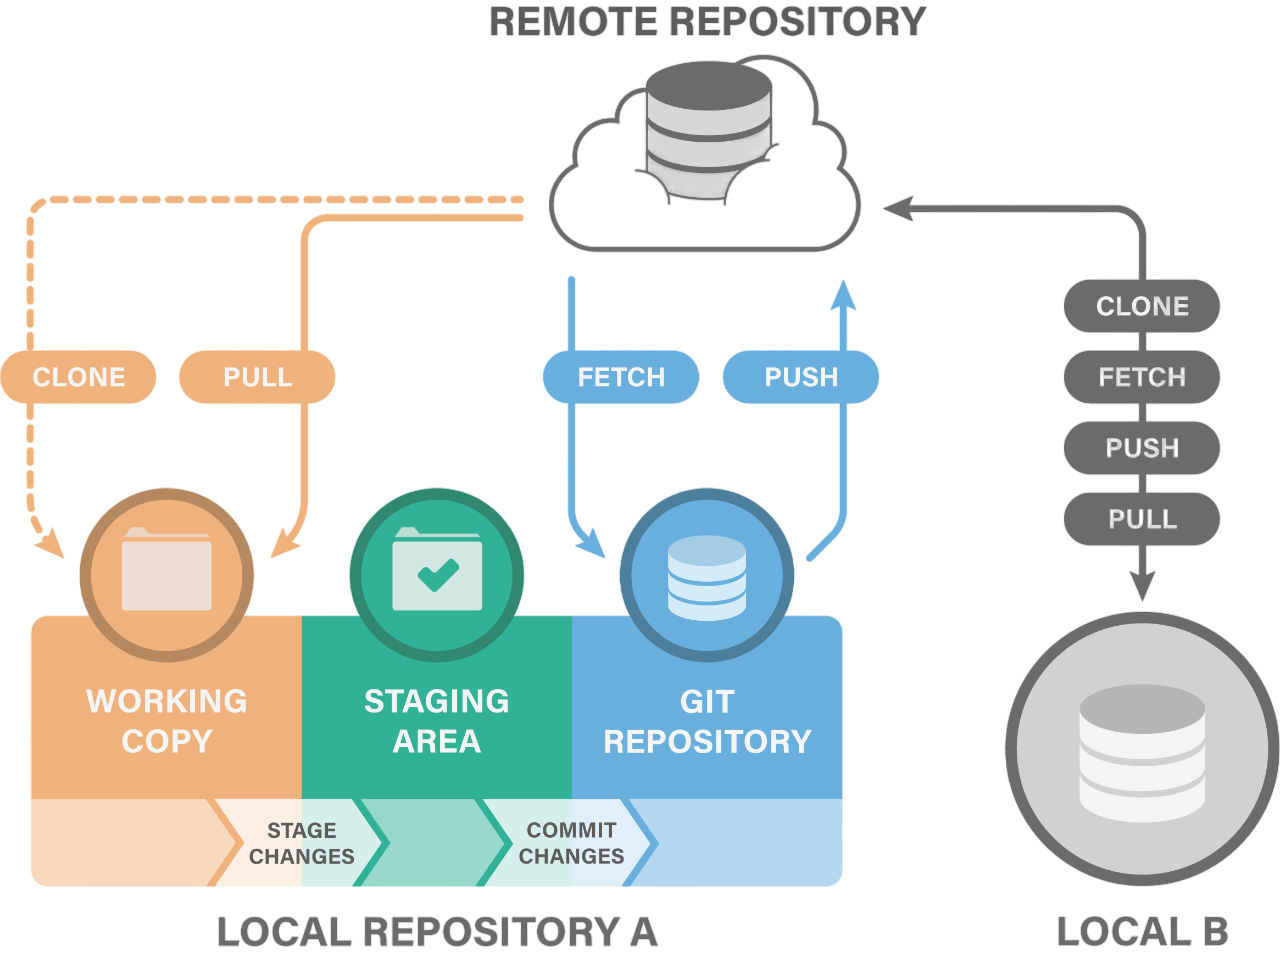 REMOTE REPOSITORY
CLONE
PULL
FETCH
PUSH
CLONE
FETCH
PUSH
PULL
WORKING
COPY
STAGING
AREA
GIT
REPOSITORY
STAGE
CHANGES
COMMIT
CHANGES
LOCAL REPOSITORY A
LOCAL B